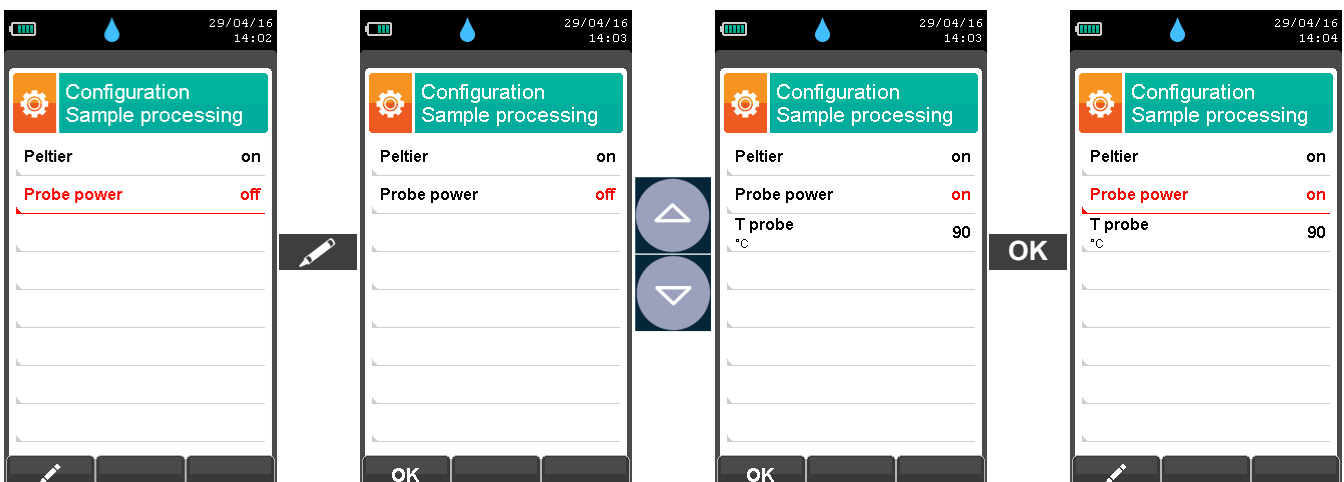 29/04/16
14:02
Configuration
Sample processing
Peltier on
Probe power off
29/04/16
14:03
Configuration
Sample processing
Peltier on
Probe power off
OK
29/04/16
14:03
Configuration
Sample processing
Peltier on
Probe power on
T probe 90
°C
OK
OK
29/04/16
14:04
Configuration
Sample processing
Peltier on
Probe power on
T probe 90
°C